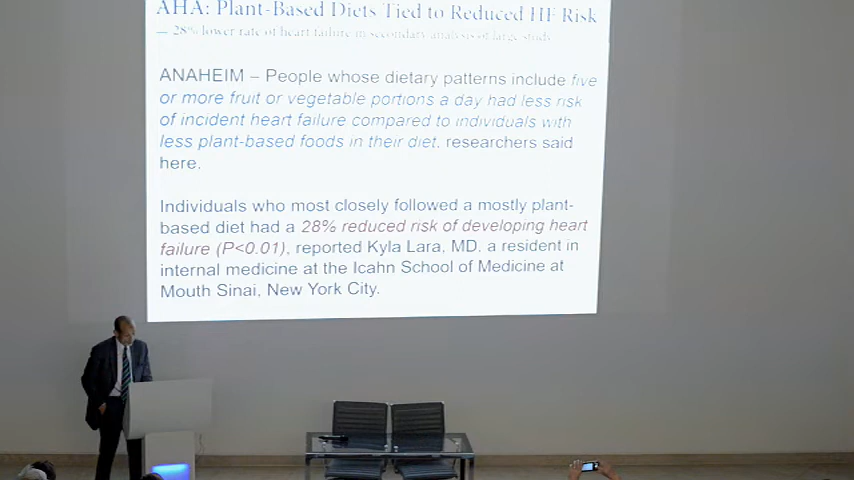 AHA: Plant-Based Diets Tied to Reduced HF Risk
— 28% lower rate of heart failure in secondary analysis of large study
ANAHEIM – People whose dietary patterns include five
or more fruit or vegetable portions a day had less risk
of incident heart failure compared to individuals with
less plant-based foods in their diet, researchers said
here.
Individuals who most closely followed a mostly plant-
based diet had a 28% reduced risk of developing heart
failure (P<0.01), reported Kyla Lara, MD, a resident in
internal medicine at the Icahn School of Medicine at
Mouth Sinai, New York City.